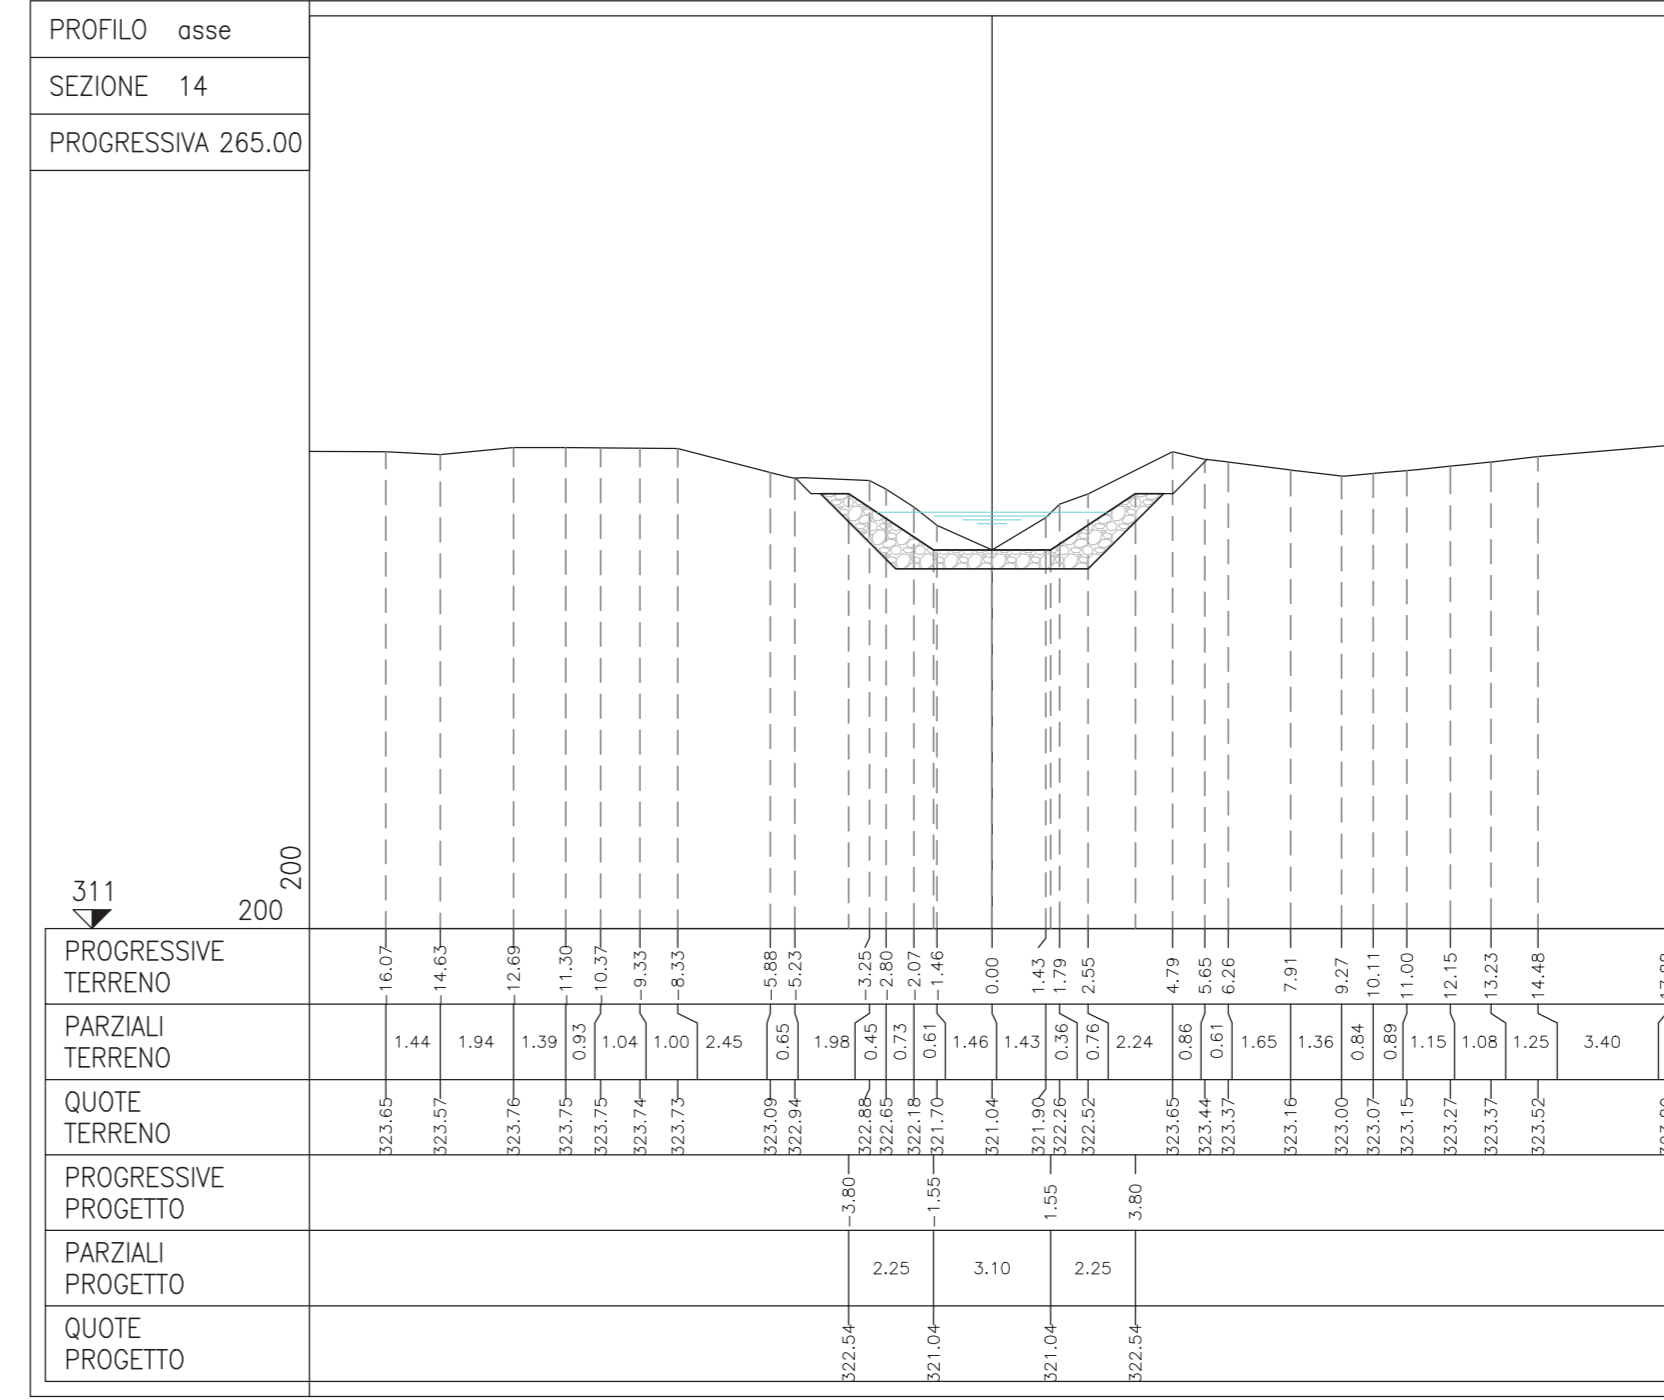 PROFILO asse
SEZIONE 14
PROGRESSIVA 265.00
200
311
200
PROGRESSIVE
TERRENO
16.07 14.63 12.69 11.30 10.37 -9.33 -8.33 -5.88 -5.23 -3.25 -2.80 -2.07 -1.46 0.00 1.43 1.79 2.55 4.79 5.65 6.26 7.91 9.27 10.11 11.00 12.15 13.23 14.48
PARZIALI
TERRENO
1.44 1.94 1.39 0.93 1.04 1.00 2.45 0.65 1.98 0.45 0.73 0.61 1.46 1.43 0.36 0.76 2.24 0.86 0.61 1.65 1.36 0.84 0.89 1.15 1.08 1.25 3.40
QUOTE
TERRENO
323.65 323.57 323.76 323.75 323.75 323.74 323.73 323.09 322.94 322.88 322.65 322.18 321.70 321.04 321.90 322.26 322.52 323.65 323.44 323.37 323.16 323.00 323.07 323.15 323.27 323.37 323.52
PROGRESSIVE
PROGETTO
-3.80 -1.55 1.55 3.80
PARZIALI
PROGETTO
2.25 3.10 2.25
QUOTE
PROGETTO
322.54 321.04 321.04 322.54